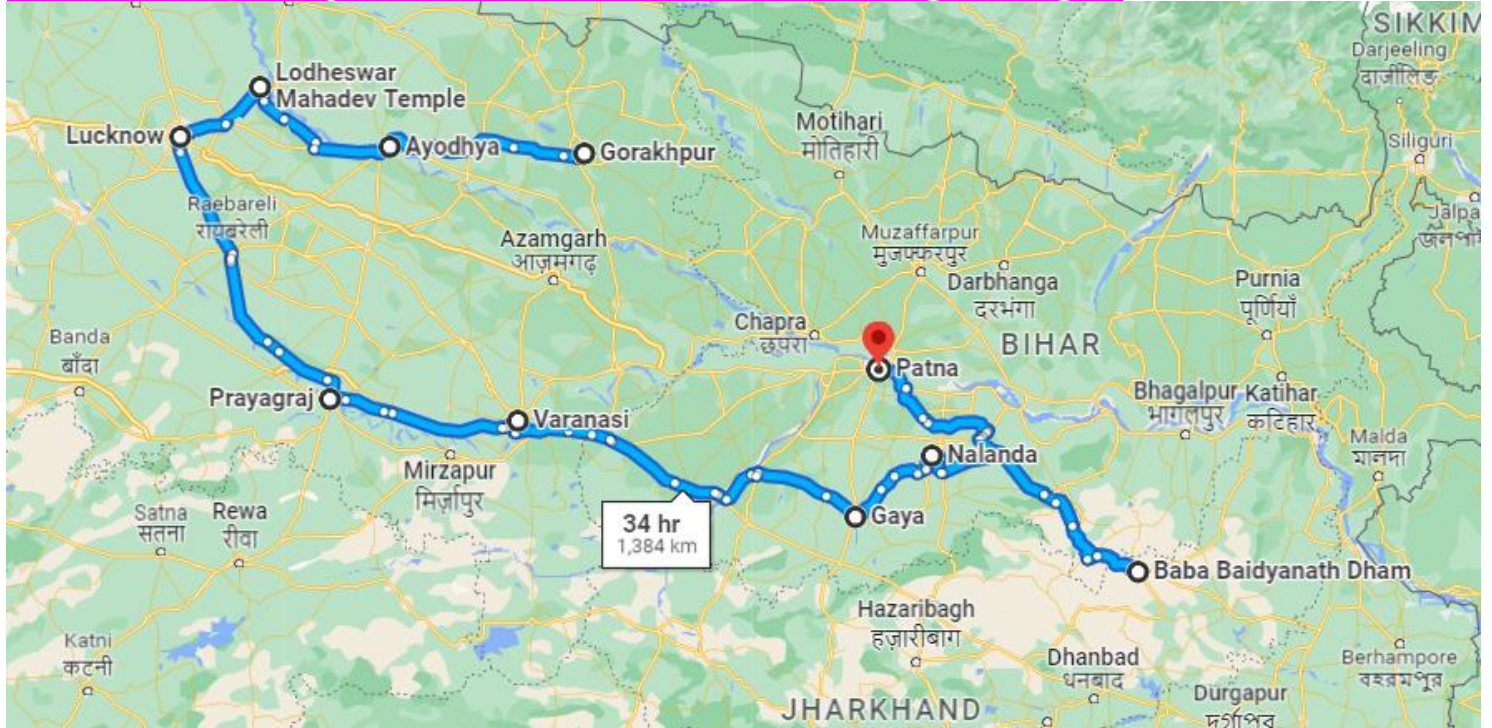 SIKKIM
Darjeeling
दार्जीलिङ
Lodheswar
Mahadev Temple
Lucknow
Ayodhya
Gorakhpur
Motihari
मोतिहारी
Siliguri
Raebareli
रायबरेली
Jalpa
जलपा
Azamgarh
आज़मगढ़
Muzaffarpur
मुजफ्फरपुर
Darbhanga
दरभंगा
Purnia
पूर्णियाँ
Chapra
छपरा
BIHAR
Banda
बाँदा
Patna
Prayagraj
Varanasi
Bhagalpur
भागलपुर
Katihar
कटिहार
Malda
মালদা
Mirzapur
मिर्ज़ापुर
Nalanda
Satna
सतना
Rewa
रीवा
34 hr
1,384 km
Gaya
Baba Baidyanath Dham
Hazaribagh
हज़ारीबाग
Katni
कटनी
Dhanbad
धनबाद
Berhampore
বহরমপুর
JHARKHAND
Durgapur